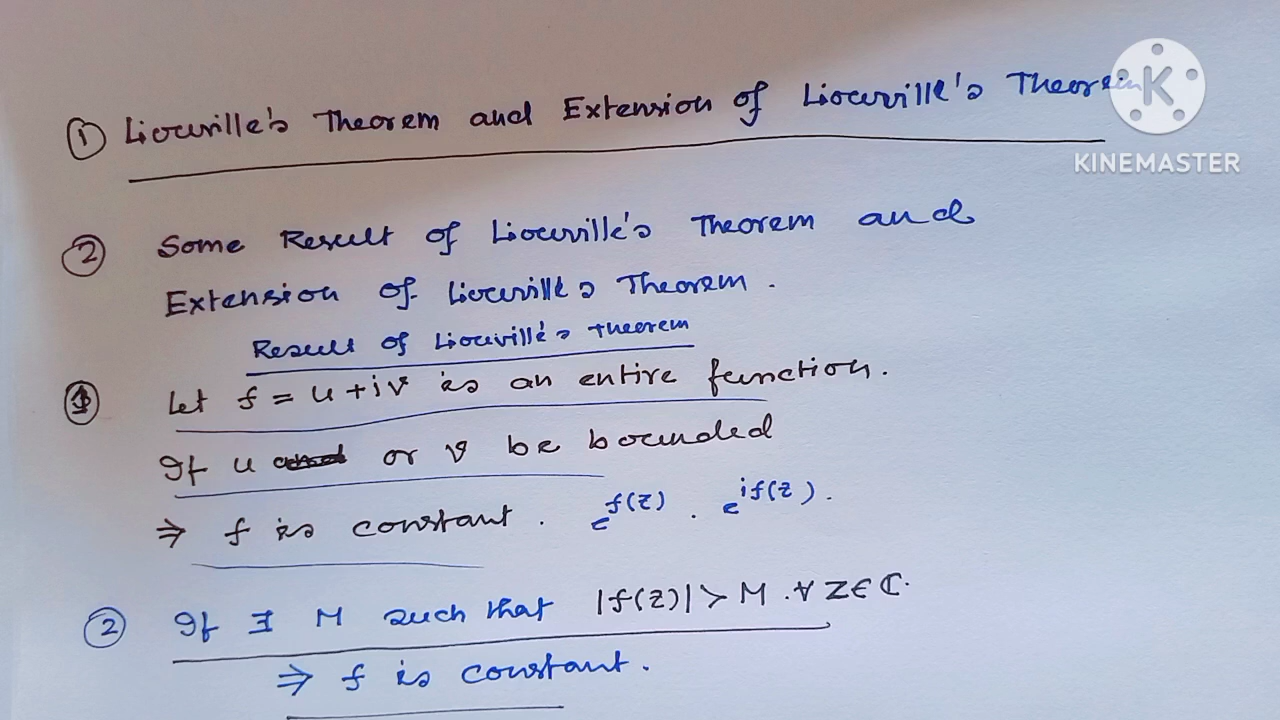 ① Liouville's Theorem and Extension of Liouville's Theorem
K
KINEMASTER
② Some Result of Liouville's Theorem and
Extension of Liouville's Theorem.
Result of Liouville's theorem
① Let f = u + iv is an entire function.
If u or v be bounded
⇒ f is constant. e^f(z). e^if(z).
② If ∃ M such that |f(z)| > M. ∀ z ∈ ℂ.
⇒ f is constant.